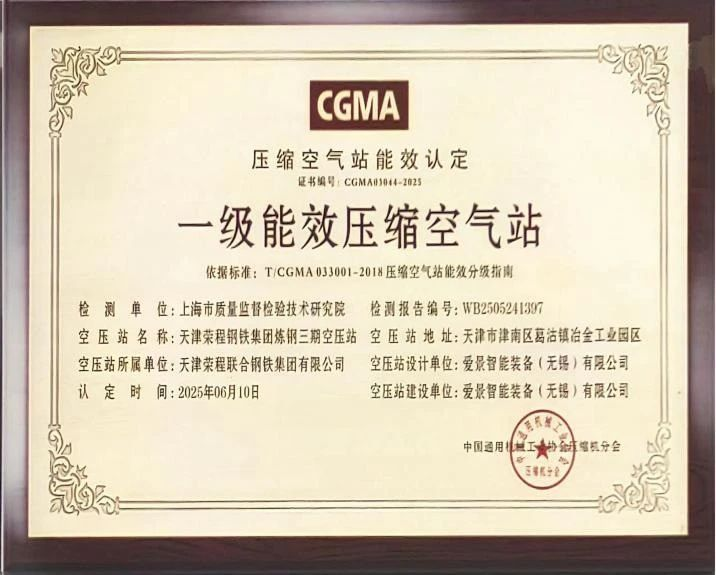 CGMA
压缩空气站能效认定
证书编号：CGMA03044-2025
一级能效压缩空气站
依据标准：T/CGMA 033001-2018 压缩空气站能效分级指南
检测单位：上海市质量监督检验技术研究院 检测报告编号：WB2505241397
空压站名称：天津荣程钢铁集团炼钢三期空压站 空压站地址：天津市津南区葛沽镇冶金工业园区
空压站所属单位：天津荣程联合钢铁集团有限公司 空压站设计单位：爱景智能装备（无锡）有限公司
认定时间：2025年06月10日 空压站建设单位：爱景智能装备（无锡）有限公司
中国通用机械工业协会压缩机分会
压缩机分会